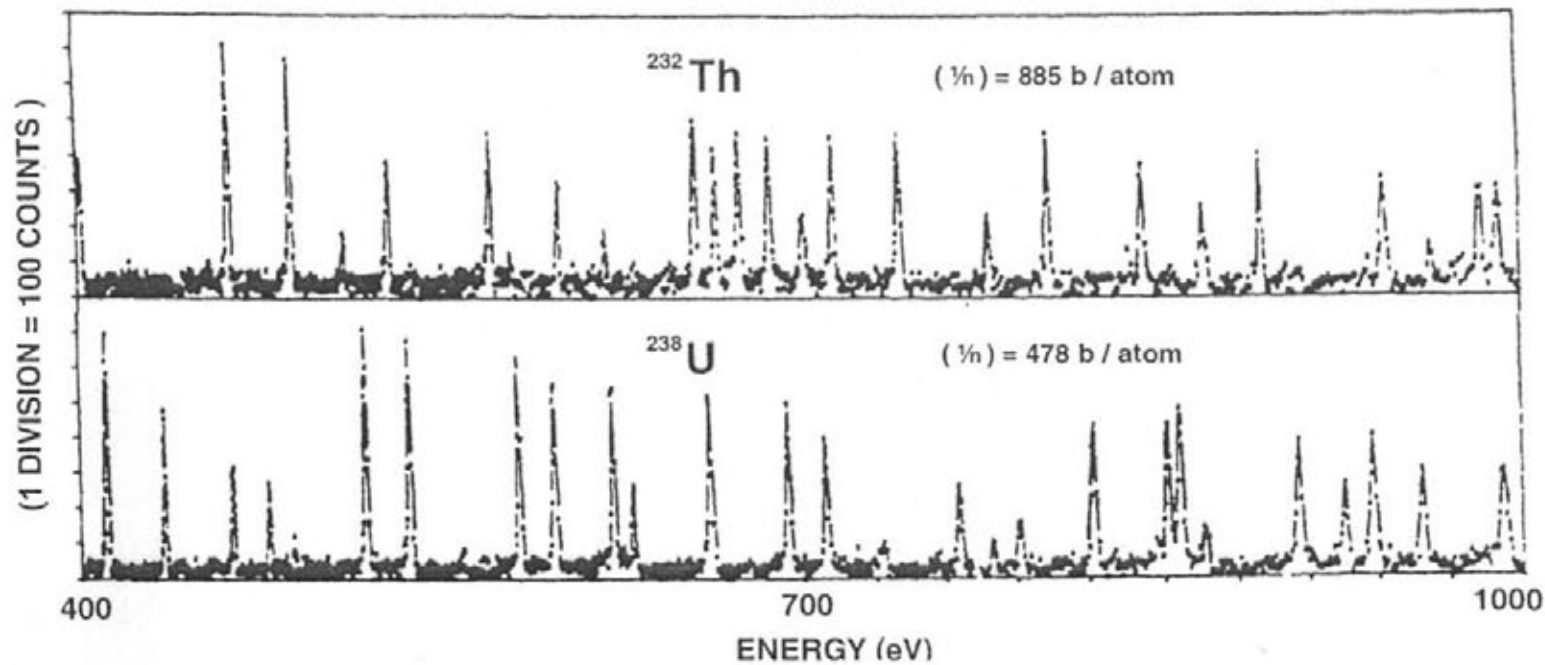 (1 DIVISION = 100 COUNTS)
²³²Th
(¹⁄n) = 885 b / atom
²³⁸U
(¹⁄n) = 478 b / atom
400
700
1000
ENERGY (eV)